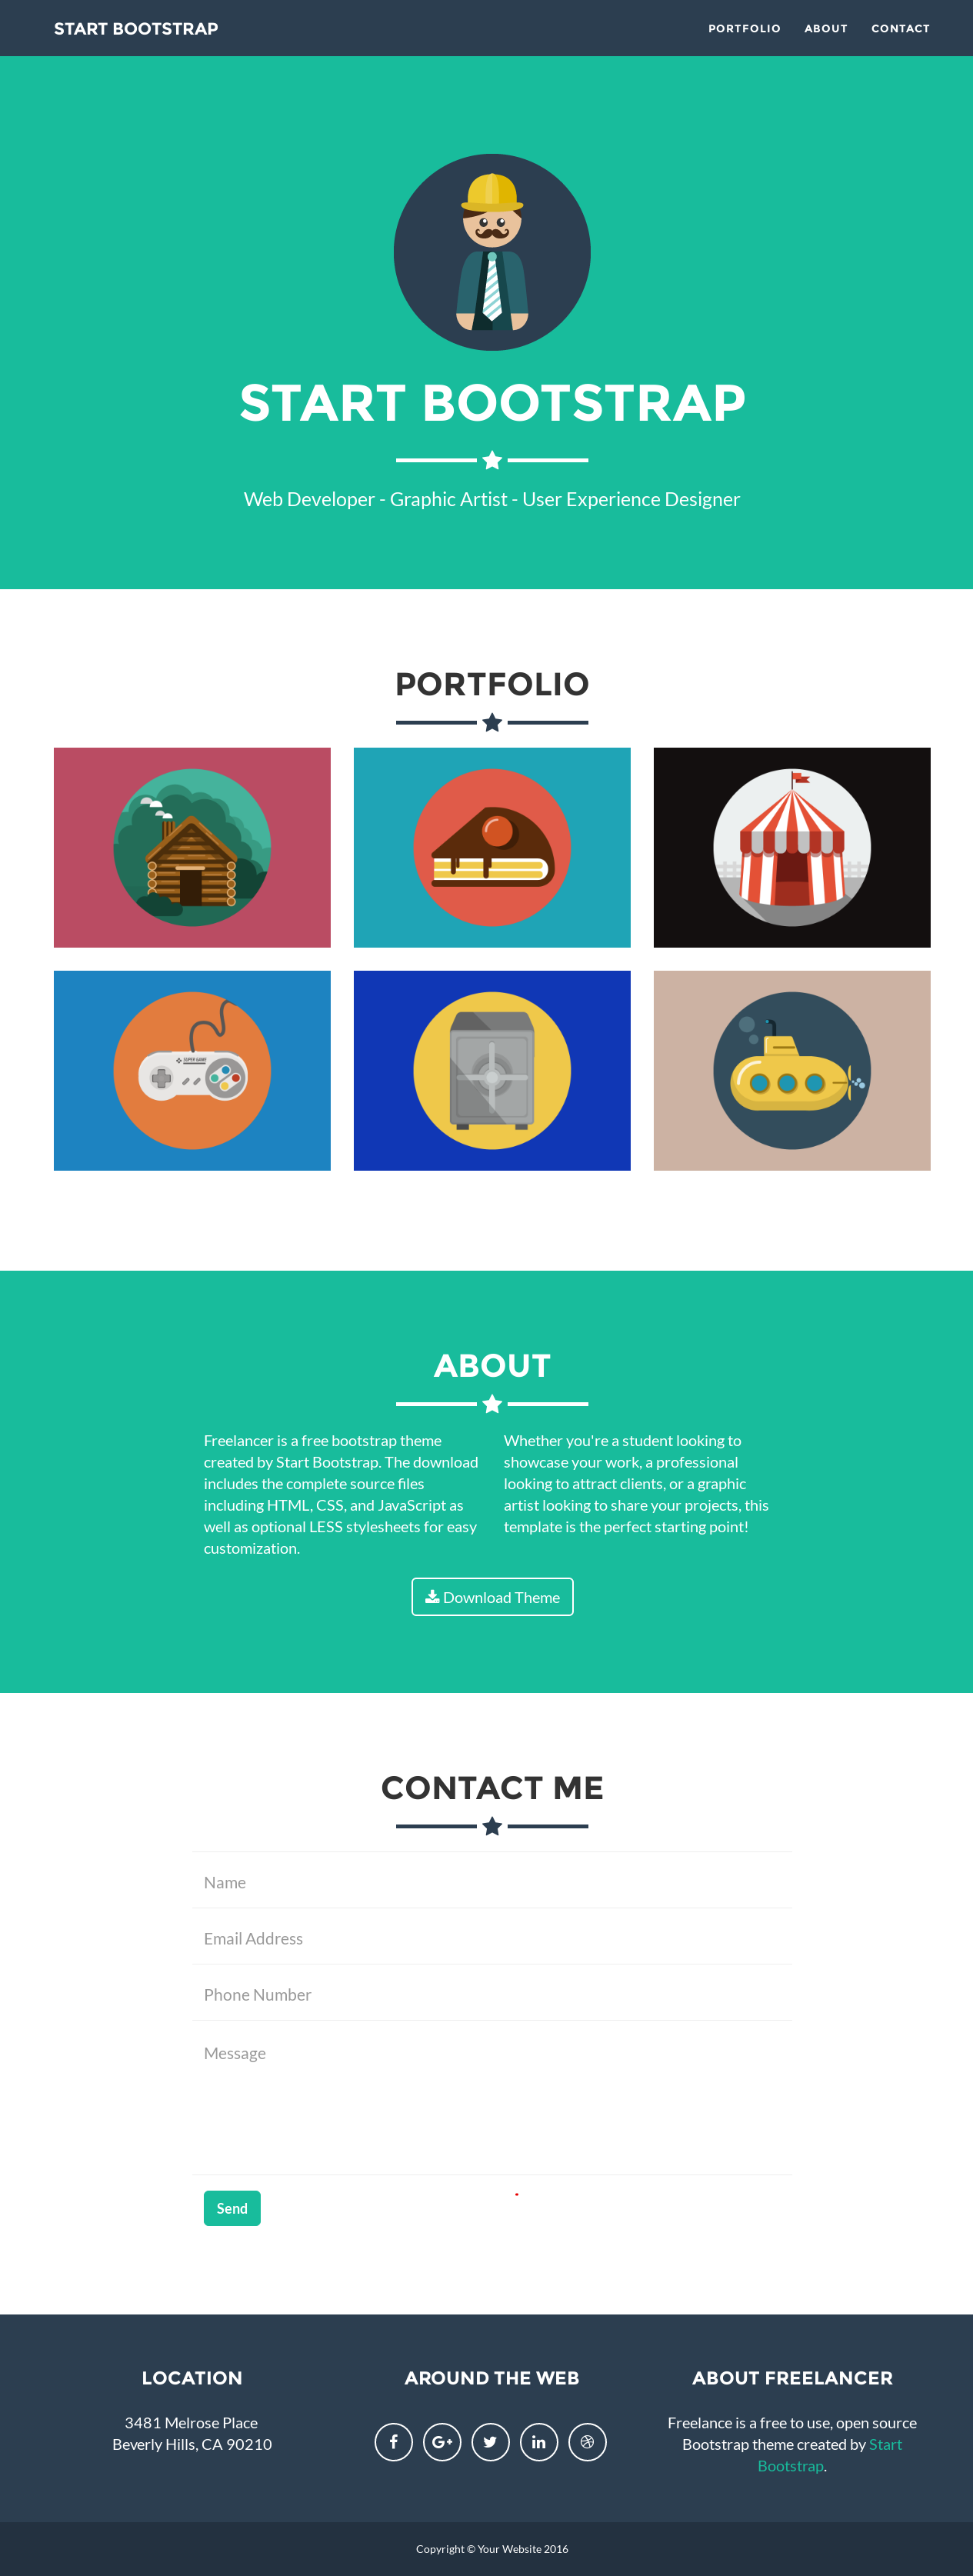 START BOOTSTRAP
PORTFOLIO ABOUT CONTACT
START BOOTSTRAP
Web Developer - Graphic Artist - User Experience Designer
PORTFOLIO
SUPER GAME
ABOUT
Freelancer is a free bootstrap theme
created by Start Bootstrap. The download
includes the complete source files
including HTML, CSS, and JavaScript as
well as optional LESS stylesheets for easy
customization.
Whether you're a student looking to
showcase your work, a professional
looking to attract clients, or a graphic
artist looking to share your projects, this
template is the perfect starting point!
Download Theme
CONTACT ME
Name
Email Address
Phone Number
Message
Send
LOCATION
3481 Melrose Place
Beverly Hills, CA 90210
AROUND THE WEB
ABOUT FREELANCER
Freelance is a free to use, open source
Bootstrap theme created by Start
Bootstrap.
Copyright © Your Website 2016